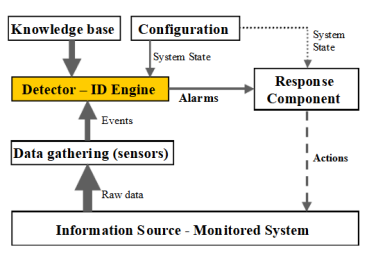 Knowledge base
Configuration
System State
System
State
Detector – ID Engine
Alarms
Response
Component
Events
Data gathering (sensors)
Actions
Raw data
Information Source - Monitored System